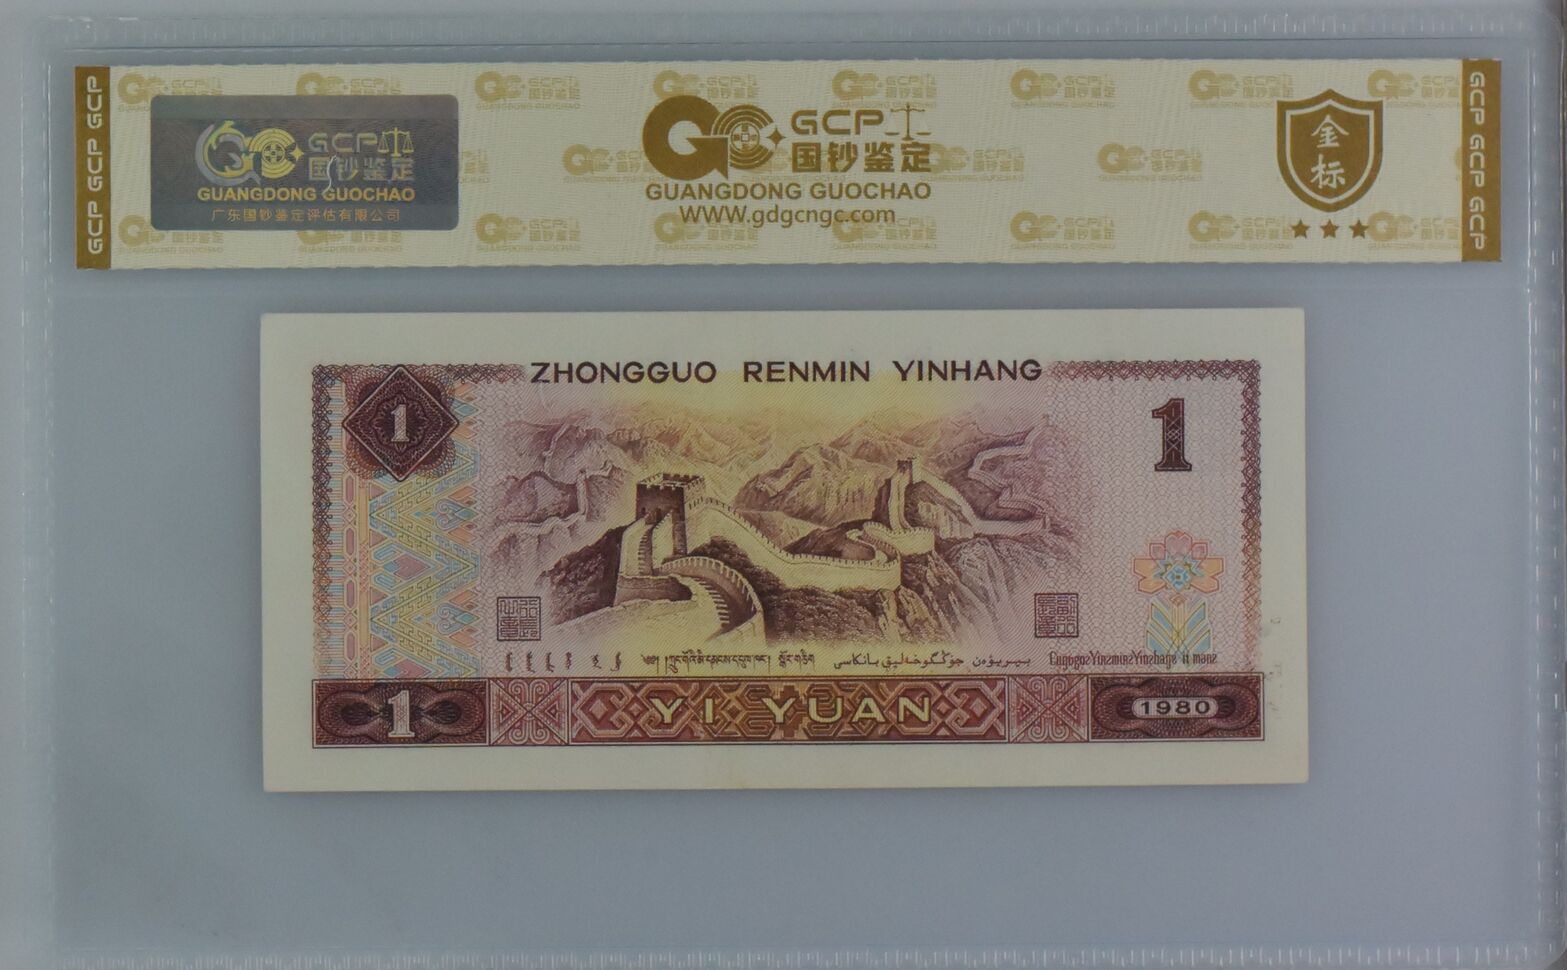 GCP GCP GCP
GCP
国钞鉴定
GUANGDONG GUOCHAO
广东国钞鉴定评估有限公司
GCP
国钞鉴定
GUANGDONG GUOCHAO
WWW.gdgcngc.com
金标
GCP GCP GCP
ZHONGGUO RENMIN YINHANG
1
1
1
YI YUAN
1980